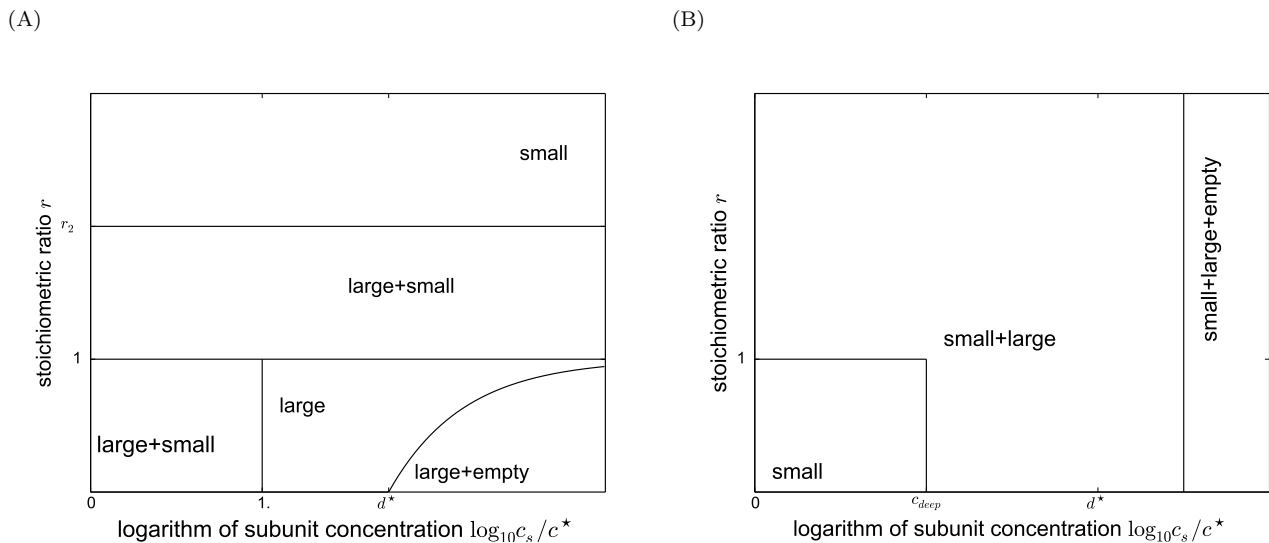 (A)
small
r₂
large+small
1
large
large+small
large+empty
0
1.
d⋆
stoichiometric ratio r
logarithm of subunit concentration log₁₀cₛ/c⋆
(B)
small+large+empty
small+large
1
small
0
c_deep
d⋆
stoichiometric ratio r
logarithm of subunit concentration log₁₀cₛ/c⋆